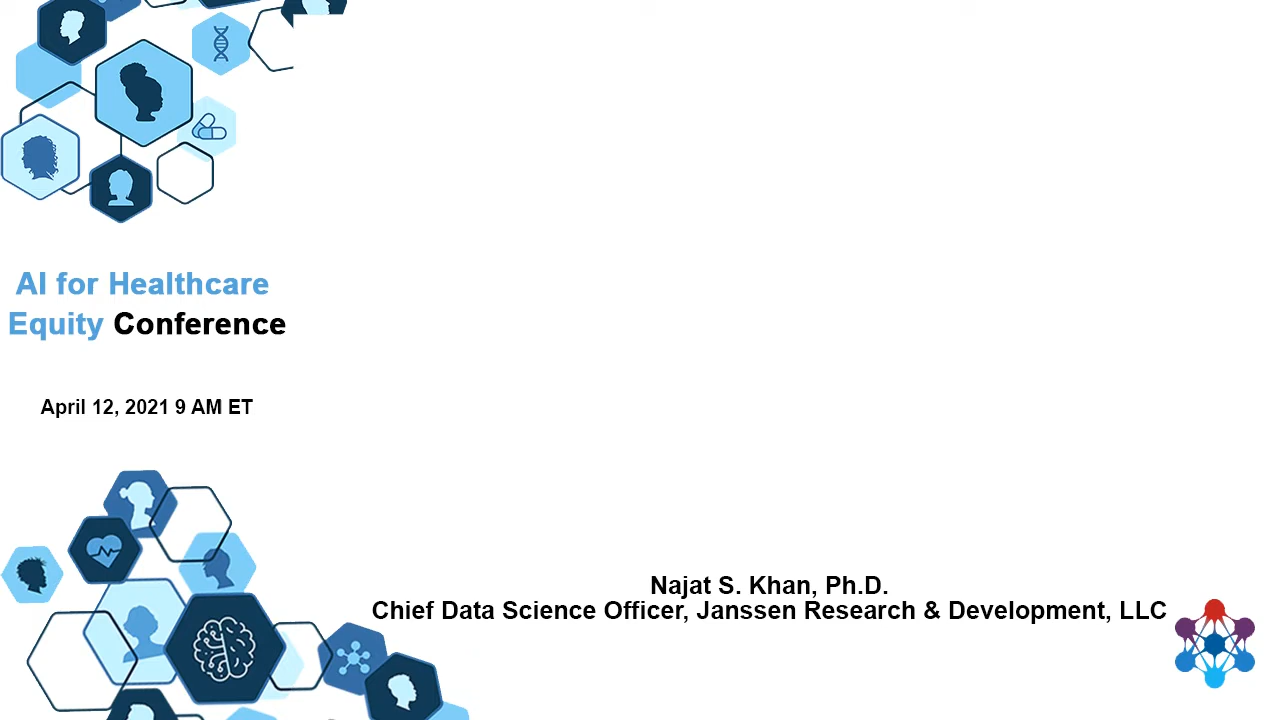 AI for Healthcare
Equity Conference
April 12, 2021 9 AM ET
Najat S. Khan, Ph.D.
Chief Data Science Officer, Janssen Research & Development, LLC